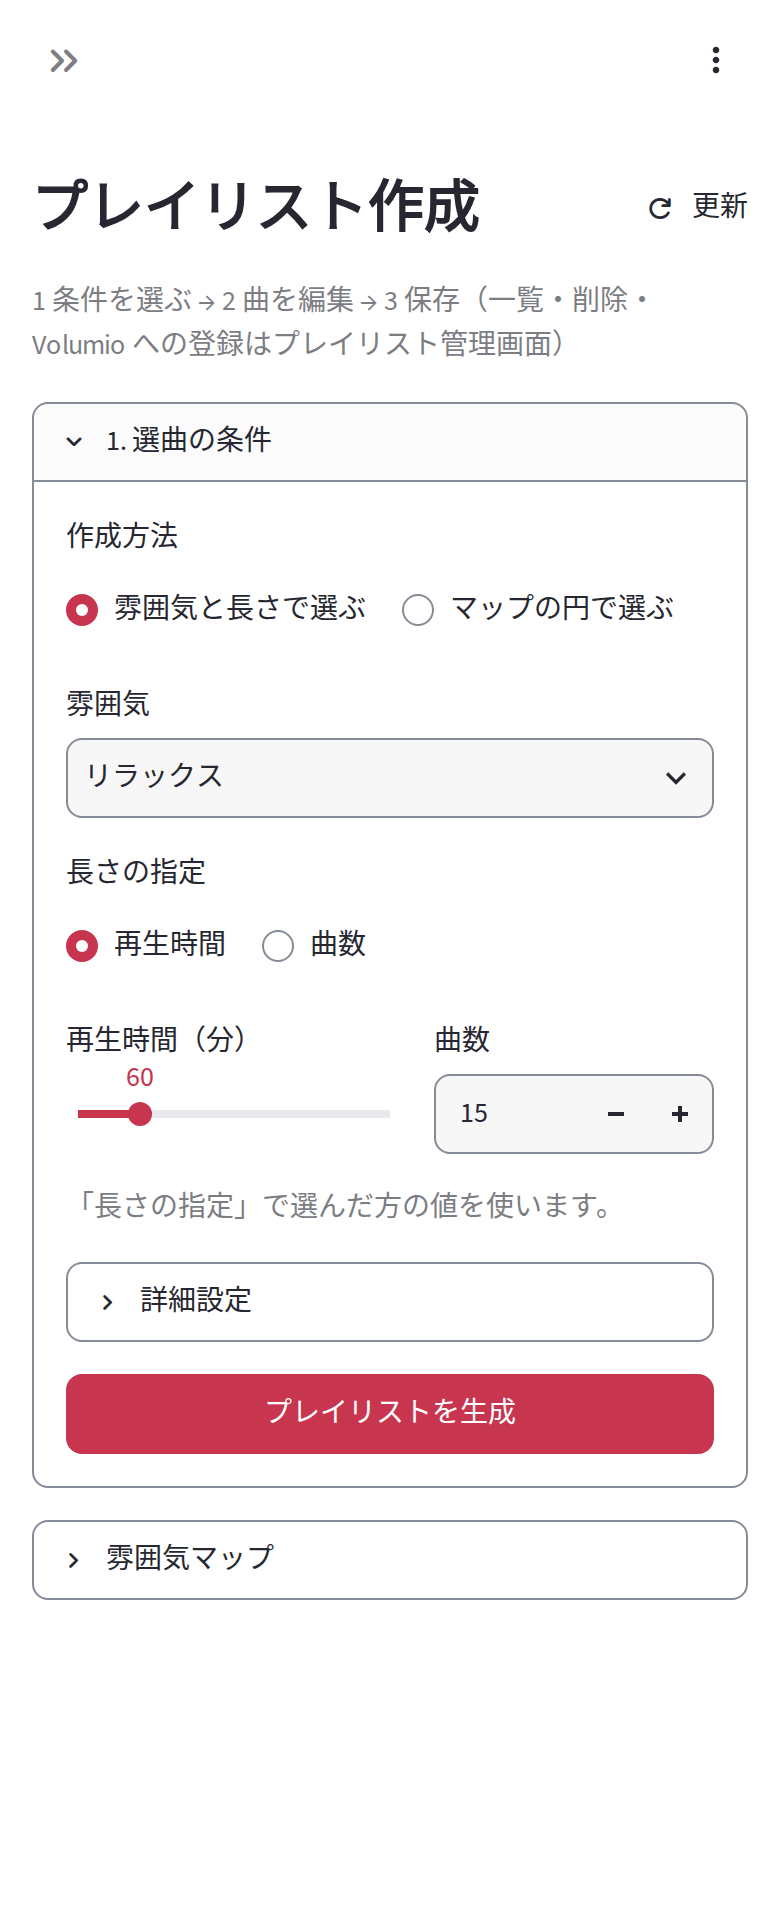 プレイリスト作成
更新
1 条件を選ぶ → 2 曲を編集 → 3 保存（一覧・削除・
Volumio への登録はプレイリスト管理画面）
1. 選曲の条件
作成方法
雰囲気と長さで選ぶ マップの円で選ぶ
雰囲気
リラックス
長さの指定
再生時間 曲数
再生時間（分） 曲数
60
15
「長さの指定」で選んだ方の値を使います。
詳細設定
プレイリストを生成
雰囲気マップ